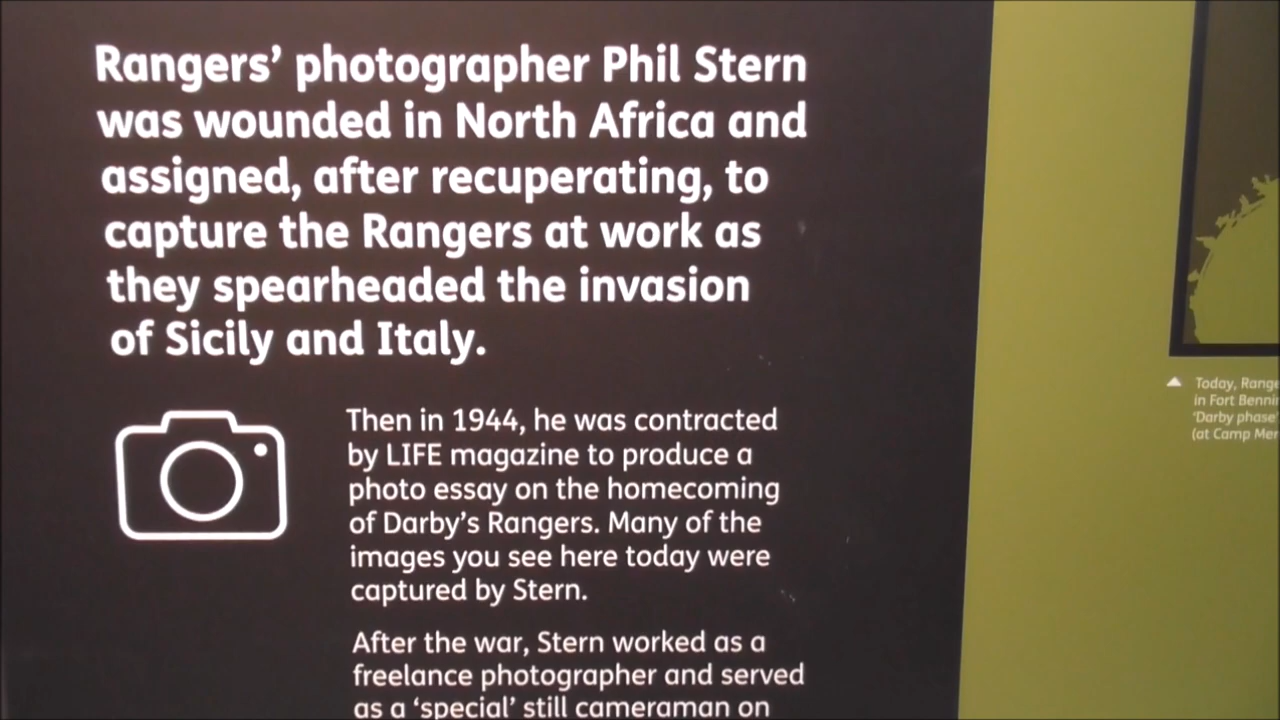 Rangers’ photographer Phil Stern
was wounded in North Africa and
assigned, after recuperating, to
capture the Rangers at work as
they spearheaded the invasion
of Sicily and Italy.
Then in 1944, he was contracted
by LIFE magazine to produce a
photo essay on the homecoming
of Darby’s Rangers. Many of the
images you see here today were
captured by Stern.
After the war, Stern worked as a
freelance photographer and served
as a ‘special’ still cameraman on
Today, Range
in Fort Benni
‘Darby phase’
(at Camp Mer